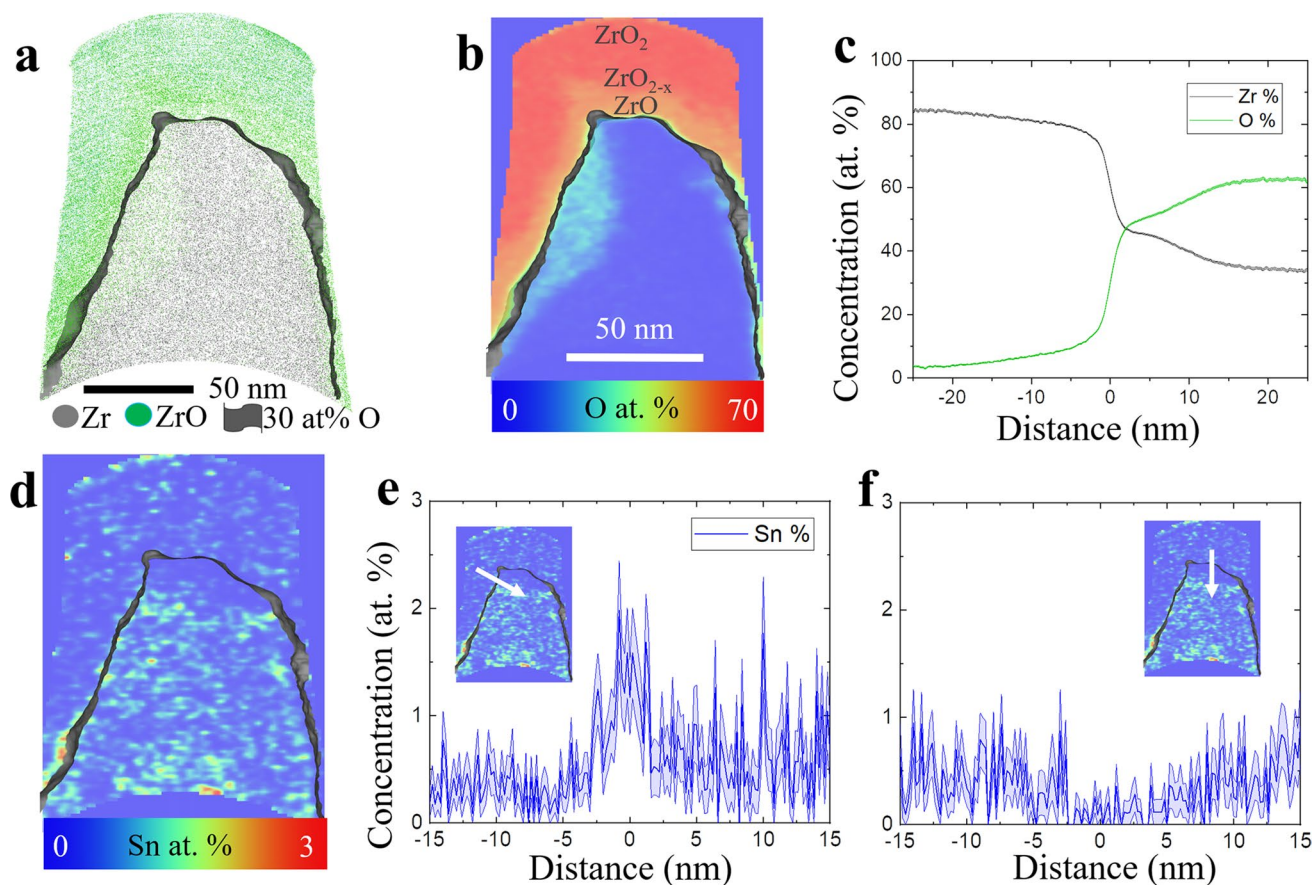 a
50 nm
Zr ZrO 30 at% O
b
ZrO₂
ZrO₂₋ₓ
ZrO
50 nm
0 O at. % 70
c
Concentration (at. %)
100
80
60
40
20
0
Zr %
O %
-20 -10 0 10 20
Distance (nm)
d
0 Sn at. % 3
e
Concentration (at. %)
3
2
1
0
Sn %
-15 -10 -5 0 5 10 15
Distance (nm)
f
3
2
1
0
-15 -10 -5 0 5 10 15
Distance (nm)